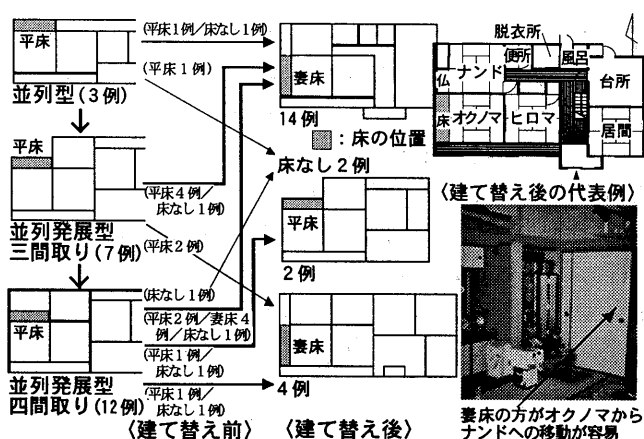 平床
並列型(3例)
平床
並列発展型
三間取り(7例)
平床
並列発展型
四間取り(12例)
〈建て替え前〉
(平床1例/床なし1例)
(平床1例)
(平床4例/
床なし1例)
(平床2例)
(床なし1例)
(平床2例/妻床4
例/床なし1例)
(平床1例/
床なし1例)
(平床1例/
床なし1例)
妻床
14例
:床の位置
床なし2例
平床
2例
妻床
4例
〈建て替え後〉
脱衣所
便所
風呂
仏
ナンド
台所
床
オクノマ
ヒロマ
居間
〈建て替え後の代表例〉
妻床の方がオクノマから
ナンドへの移動が容易